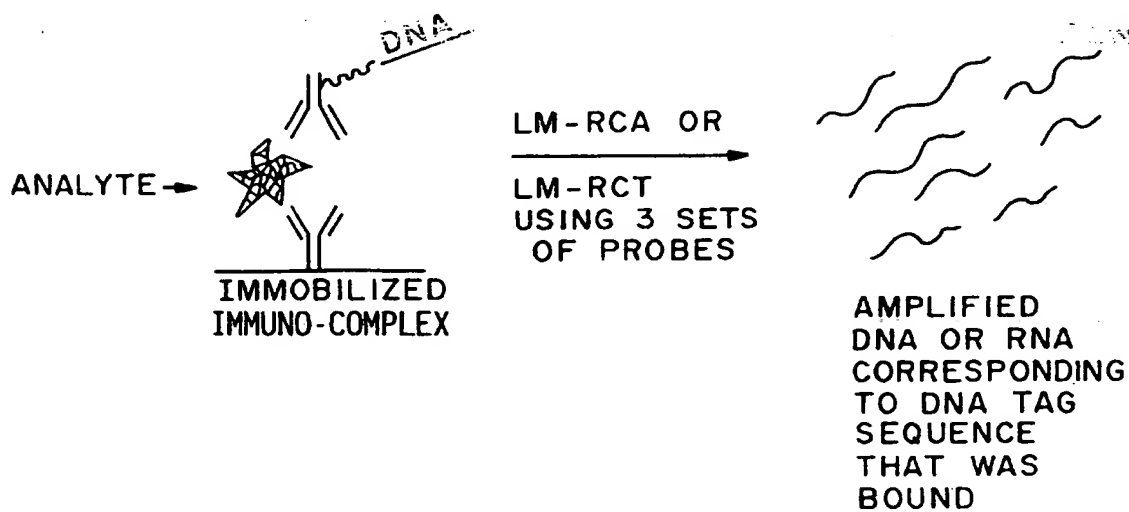 DNA
ANALYTE
IMMOBILIZED
IMMUNO-COMPLEX
LM-RCA OR
LM-RCT
USING 3 SETS
OF PROBES
AMPLIFIED
DNA OR RNA
CORRESPONDING
TO DNA TAG
SEQUENCE
THAT WAS
BOUND